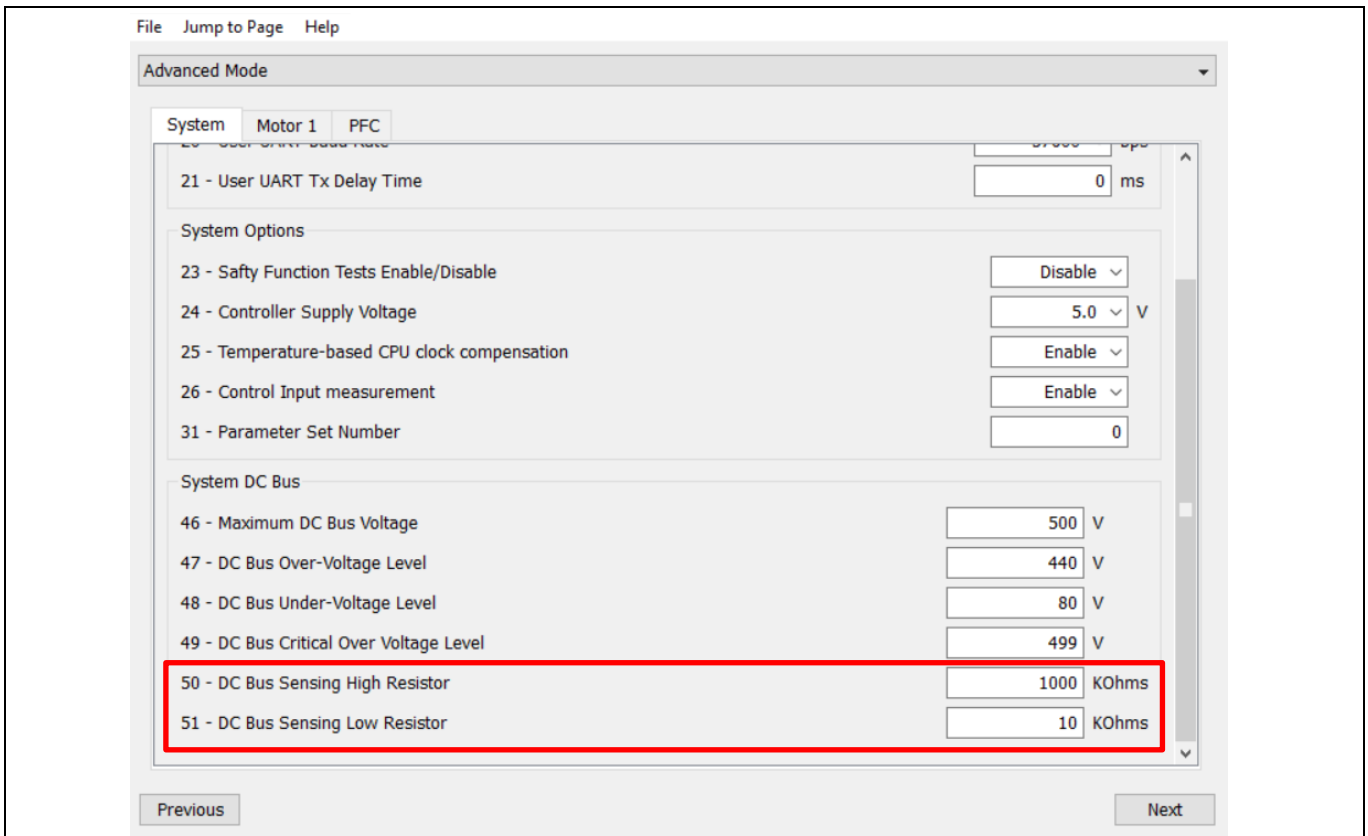 File Jump to Page Help
Advanced Mode
System Motor 1 PFC
21 - User UART Tx Delay Time 0 ms
System Options
23 - Safty Function Tests Enable/Disable Disable
24 - Controller Supply Voltage 5.0 V
25 - Temperature-based CPU clock compensation Enable
26 - Control Input measurement Enable
31 - Parameter Set Number 0
System DC Bus
46 - Maximum DC Bus Voltage 500 V
47 - DC Bus Over-Voltage Level 440 V
48 - DC Bus Under-Voltage Level 80 V
49 - DC Bus Critical Over Voltage Level 499 V
50 - DC Bus Sensing High Resistor 1000 KOhms
51 - DC Bus Sensing Low Resistor 10 KOhms
Previous Next